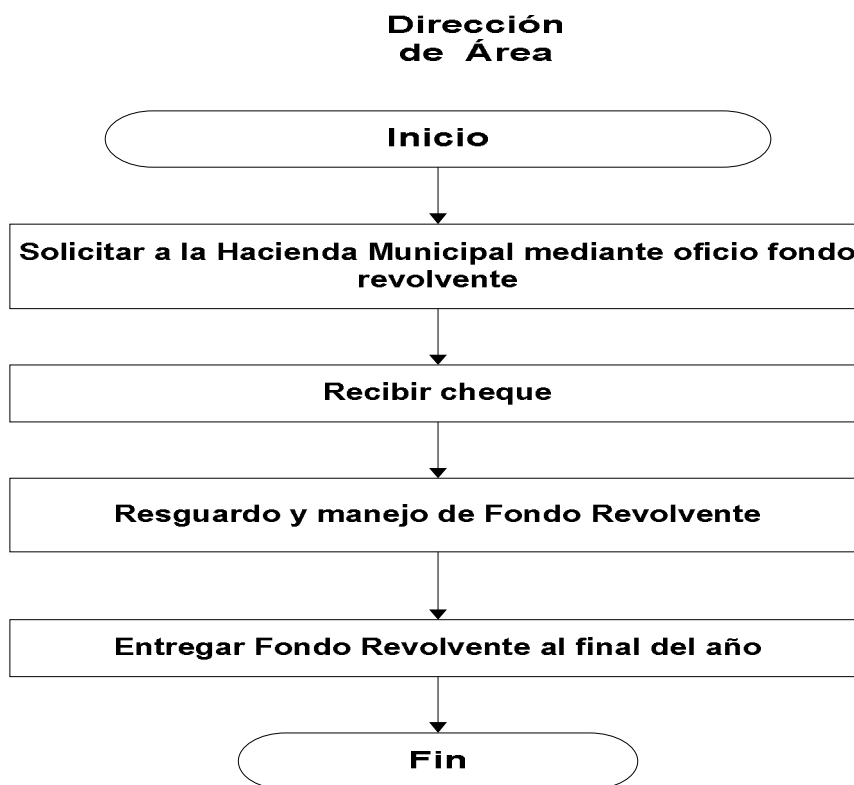 Dirección
de Área
Inicio
Solicitar a la Hacienda Municipal mediante oficio fondo
revolvente
Recibir cheque
Resguardo y manejo de Fondo Revolvente
Entregar Fondo Revolvente al final del año
Fin